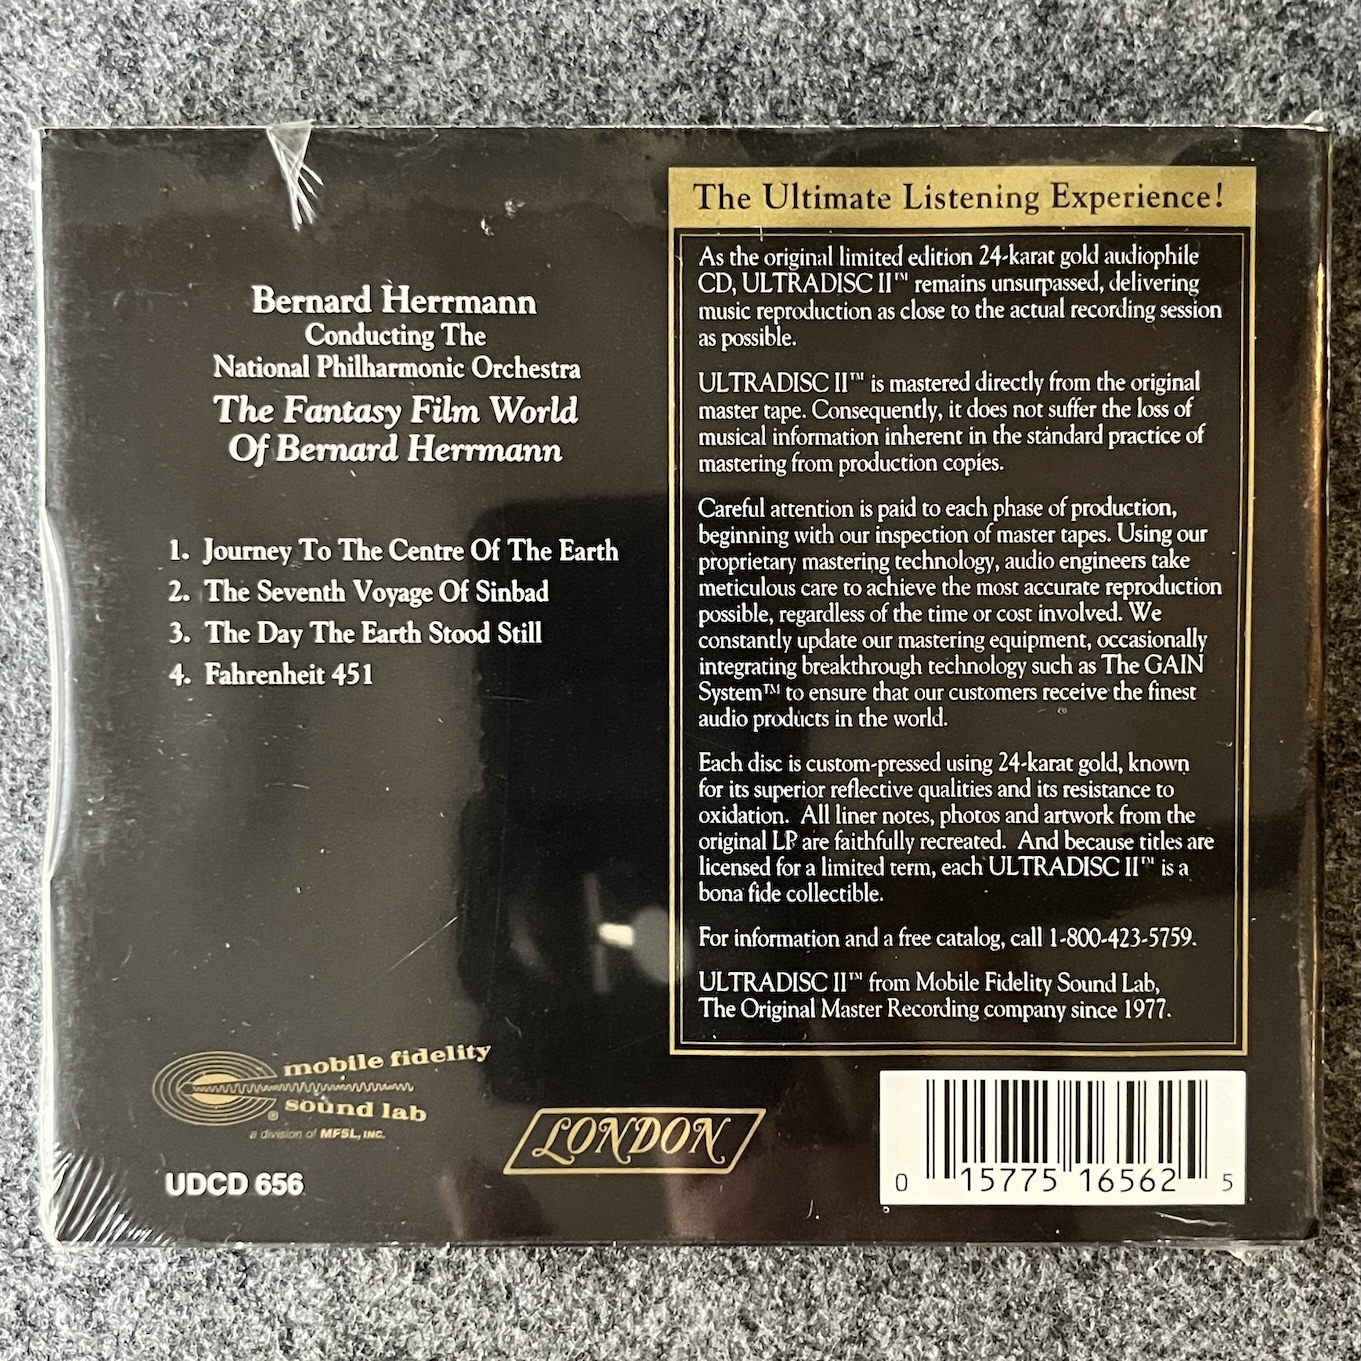 Bernard Herrmann
Conducting The
National Philharmonic Orchestra
The Fantasy Film World
Of Bernard Herrmann
1. Journey To The Centre Of The Earth
2. The Seventh Voyage Of Sinbad
3. The Day The Earth Stood Still
4. Fahrenheit 451
The Ultimate Listening Experience!
As the original limited edition 24-karat gold audiophile
CD, ULTRADISC II™ remains unsurpassed, delivering
music reproduction as close to the actual recording session
as possible.
ULTRADISC II™ is mastered directly from the original
master tape. Consequently, it does not suffer the loss of
musical information inherent in the standard practice of
mastering from production copies.
Careful attention is paid to each phase of production,
beginning with our inspection of master tapes. Using our
proprietary mastering technology, audio engineers take
meticulous care to achieve the most accurate reproduction
possible, regardless of the time or cost involved. We
constantly update our mastering equipment, occasionally
integrating breakthrough technology such as The GAIN
System™ to ensure that our customers receive the finest
audio products in the world.
Each disc is custom-pressed using 24-karat gold, known
for its superior reflective qualities and its resistance to
oxidation. All liner notes, photos and artwork from the
original LP are faithfully recreated. And because titles are
licensed for a limited term, each ULTRADISC II™ is a
bona fide collectible.
For information and a free catalog, call 1-800-423-5759.
ULTRADISC II™ from Mobile Fidelity Sound Lab,
The Original Master Recording company since 1977.
mobile fidelity
® sound lab
a division of MFSL, INC.
UDCD 656
LONDON
0 15775 16562 5